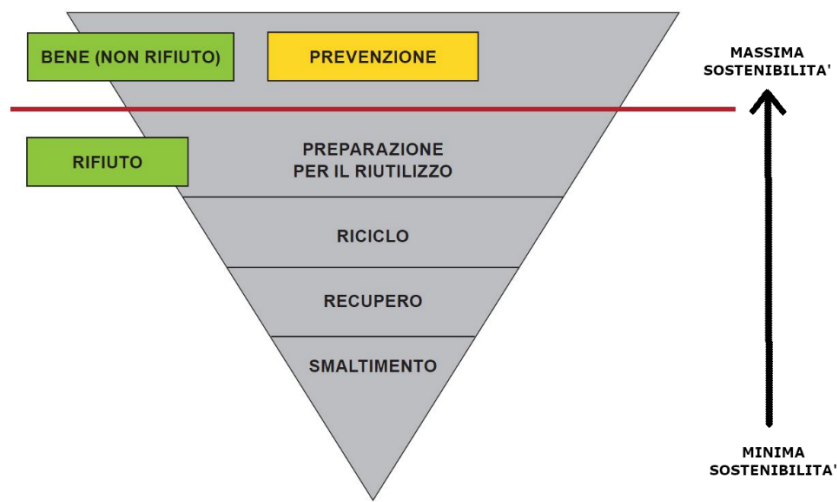 BENE (NON RIFIUTO)
PREVENZIONE
MASSIMA
SOSTENIBILITA'
RIFIUTO
PREPARAZIONE
PER IL RIUTILIZZO
RICICLO
RECUPERO
SMALTIMENTO
MINIMA
SOSTENIBILITA'